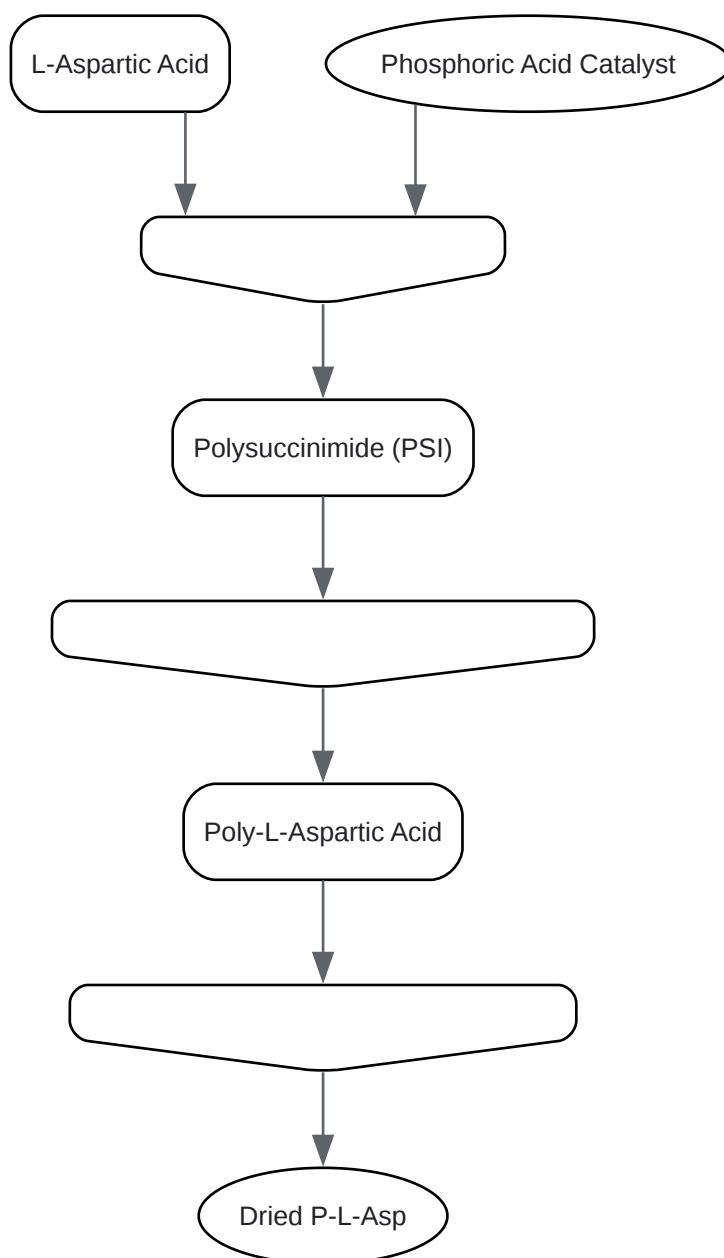 L-Aspartic Acid
Phosphoric Acid Catalyst
Polysuccinimide (PSI)
Poly-L-Aspartic Acid
Dried P-L-Asp